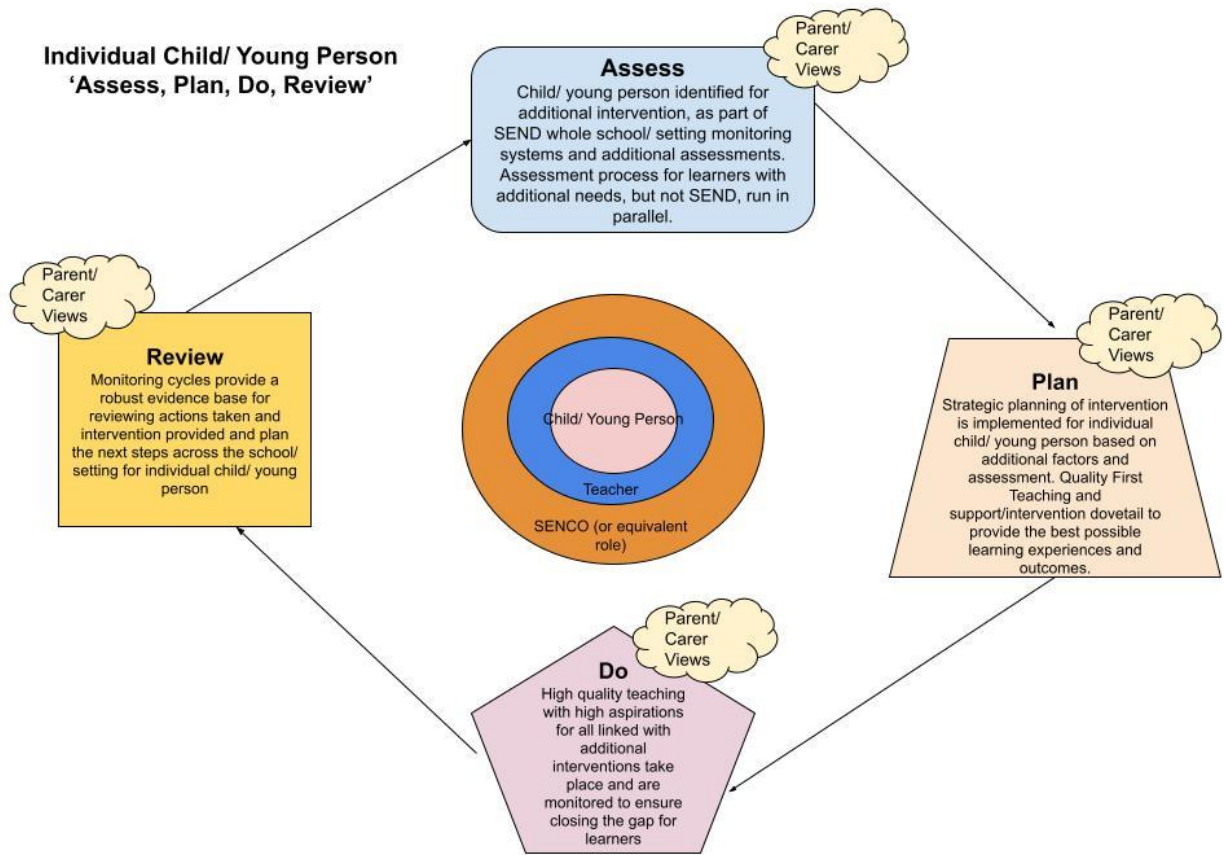 Individual Child/ Young Person
‘Assess, Plan, Do, Review’
Parent/
Carer
Views
Assess
Child/ young person identified for
additional intervention, as part of
SEND whole school/ setting monitoring
systems and additional assessments.
Assessment process for learners with
additional needs, but not SEND, run in
parallel.
Parent/
Carer
Views
Plan
Strategic planning of intervention
is implemented for individual
child/ young person based on
additional factors and
assessment. Quality First
Teaching and
support/intervention dovetail to
provide the best possible
learning experiences and
outcomes.
Parent/
Carer
Views
Do
High quality teaching
with high aspirations
for all linked with
additional
interventions take
place and are
monitored to ensure
closing the gap for
learners
Parent/
Carer
Views
Review
Monitoring cycles provide a
robust evidence base for
reviewing actions taken and
intervention provided and plan
the next steps across the school/
setting for individual child/ young
person
Child/ Young Person
Teacher
SENCO (or equivalent
role)